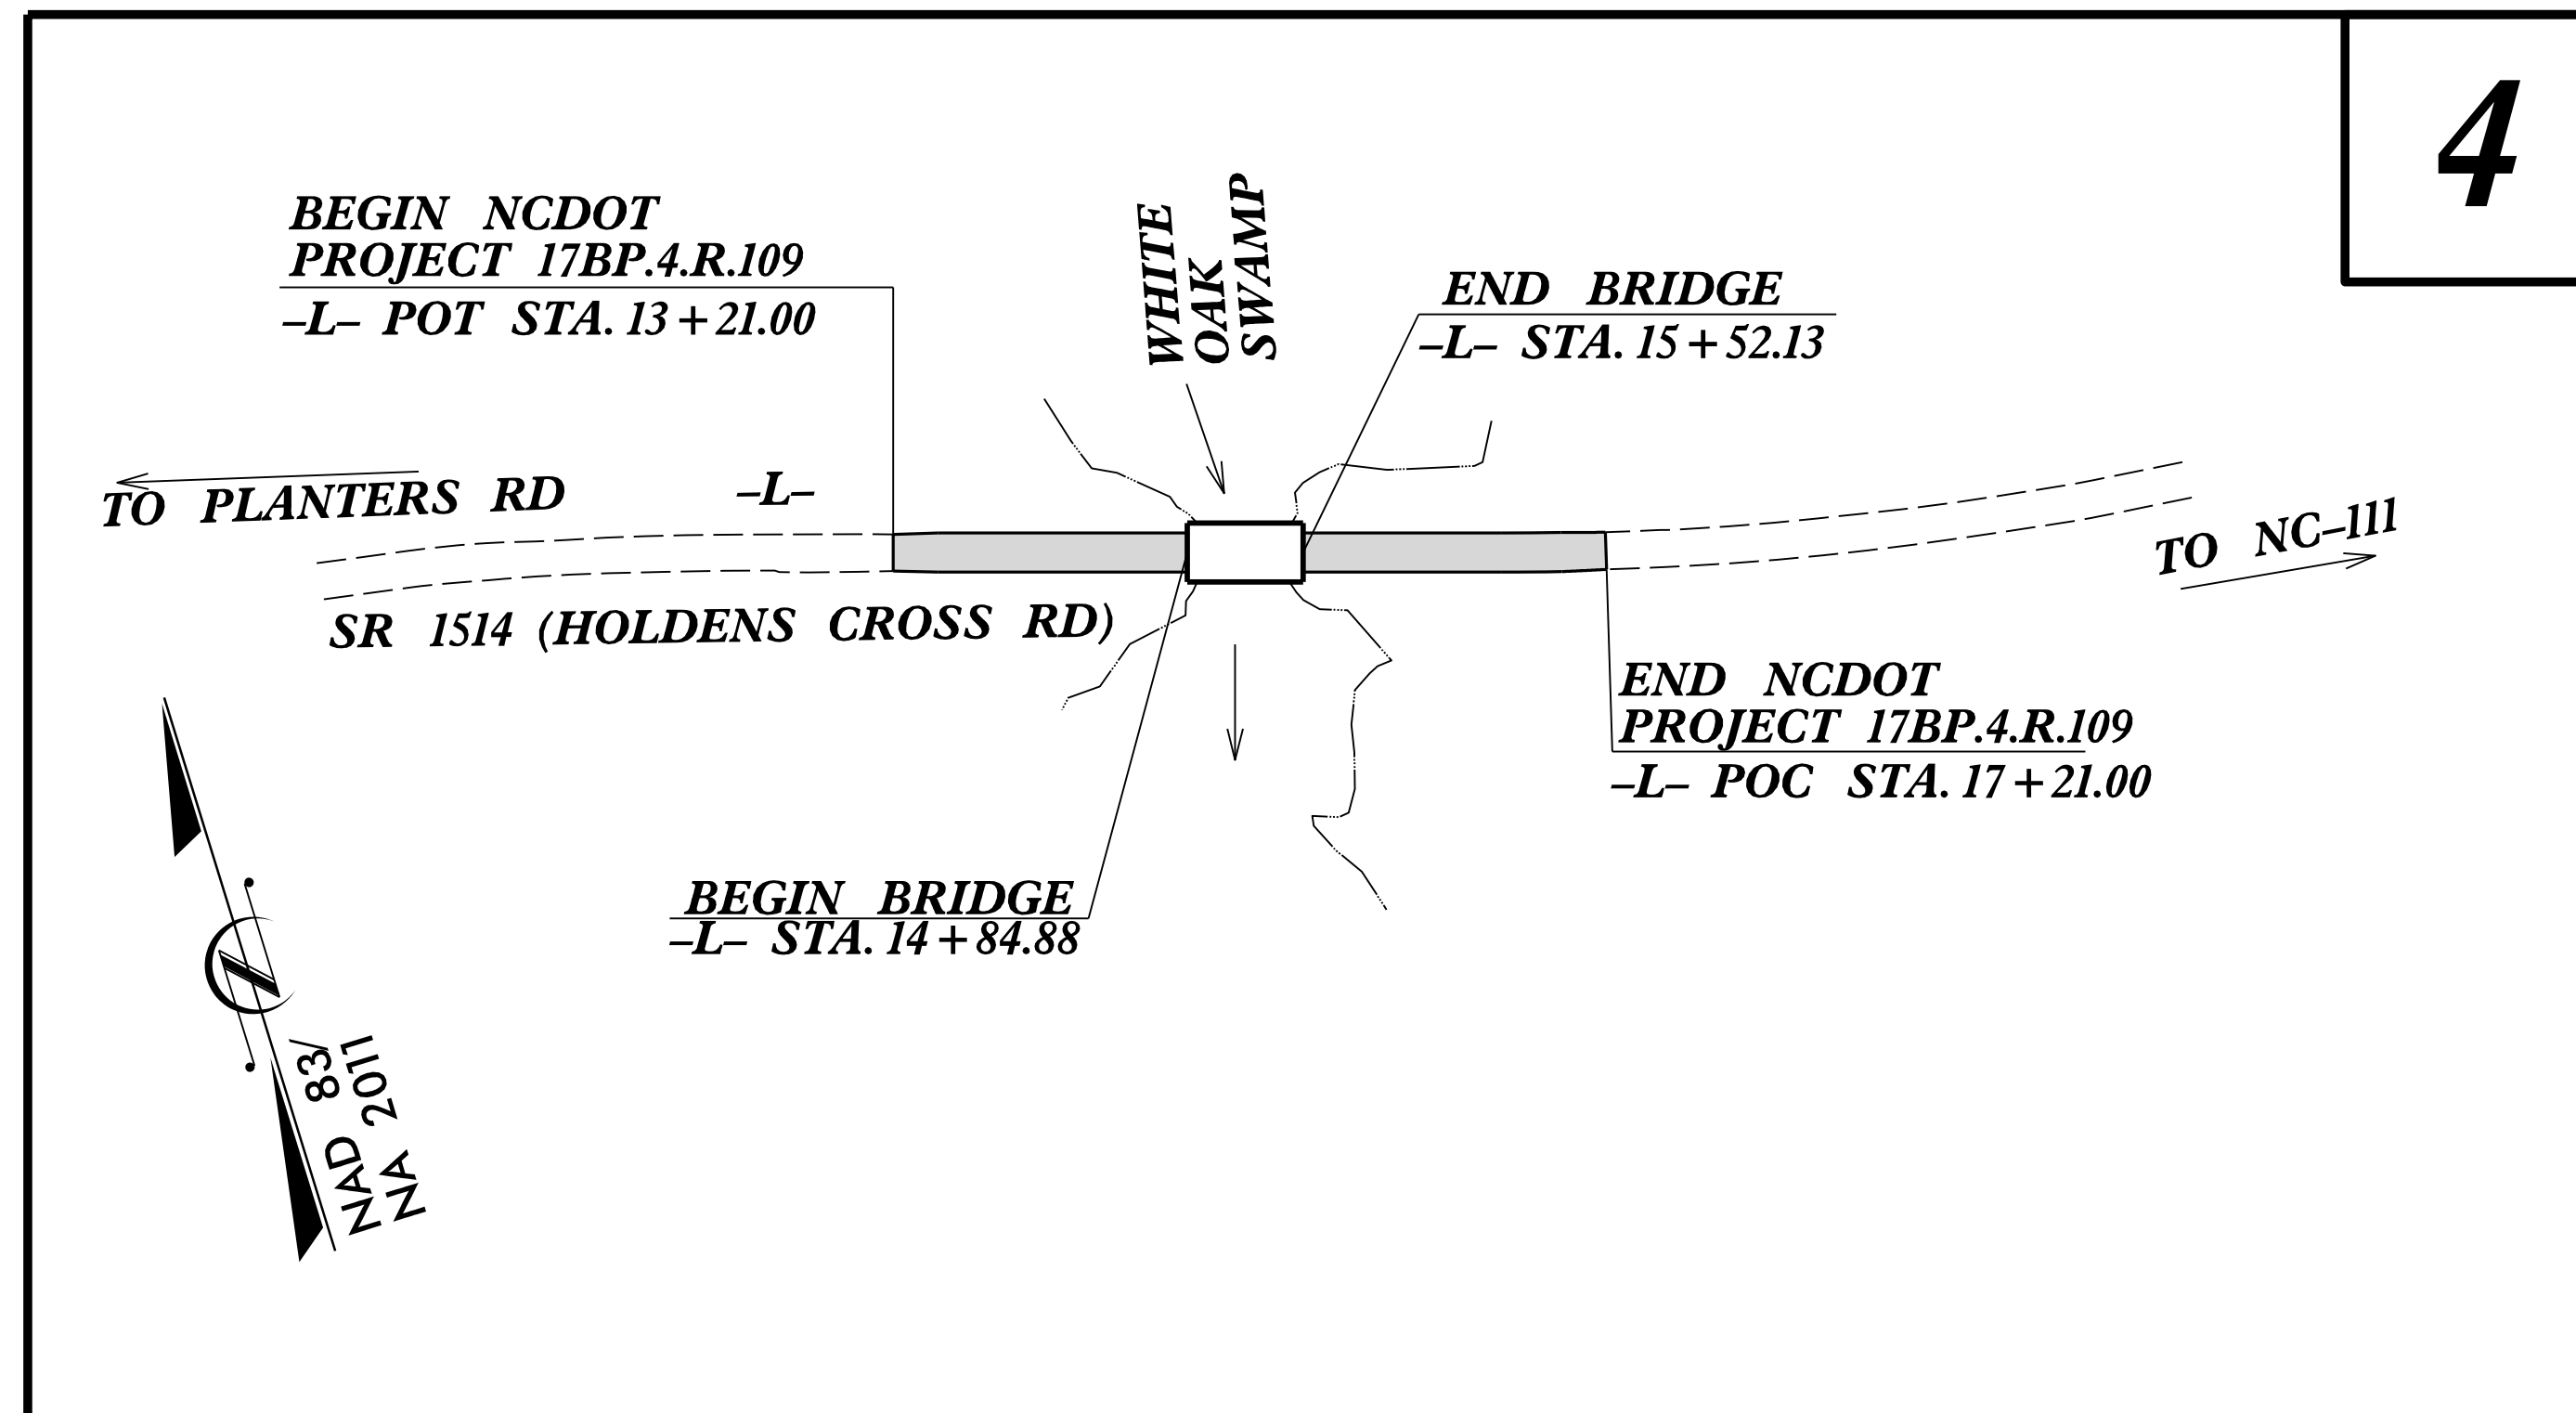 4
BEGIN NCDOT
PROJECT 17BP.4.R.109
-L- POT STA. 13+21.00
WHITE
OAK
SWAMP
END BRIDGE
-L- STA. 15+52.13
TO PLANTERS RD
-L-
TO NC-111
SR 1514 (HOLDENS CROSS RD)
END NCDOT
PROJECT 17BP.4.R.109
-L- POC STA. 17+21.00
BEGIN BRIDGE
-L- STA. 14+84.88
N
NAD 83/
NA 2011